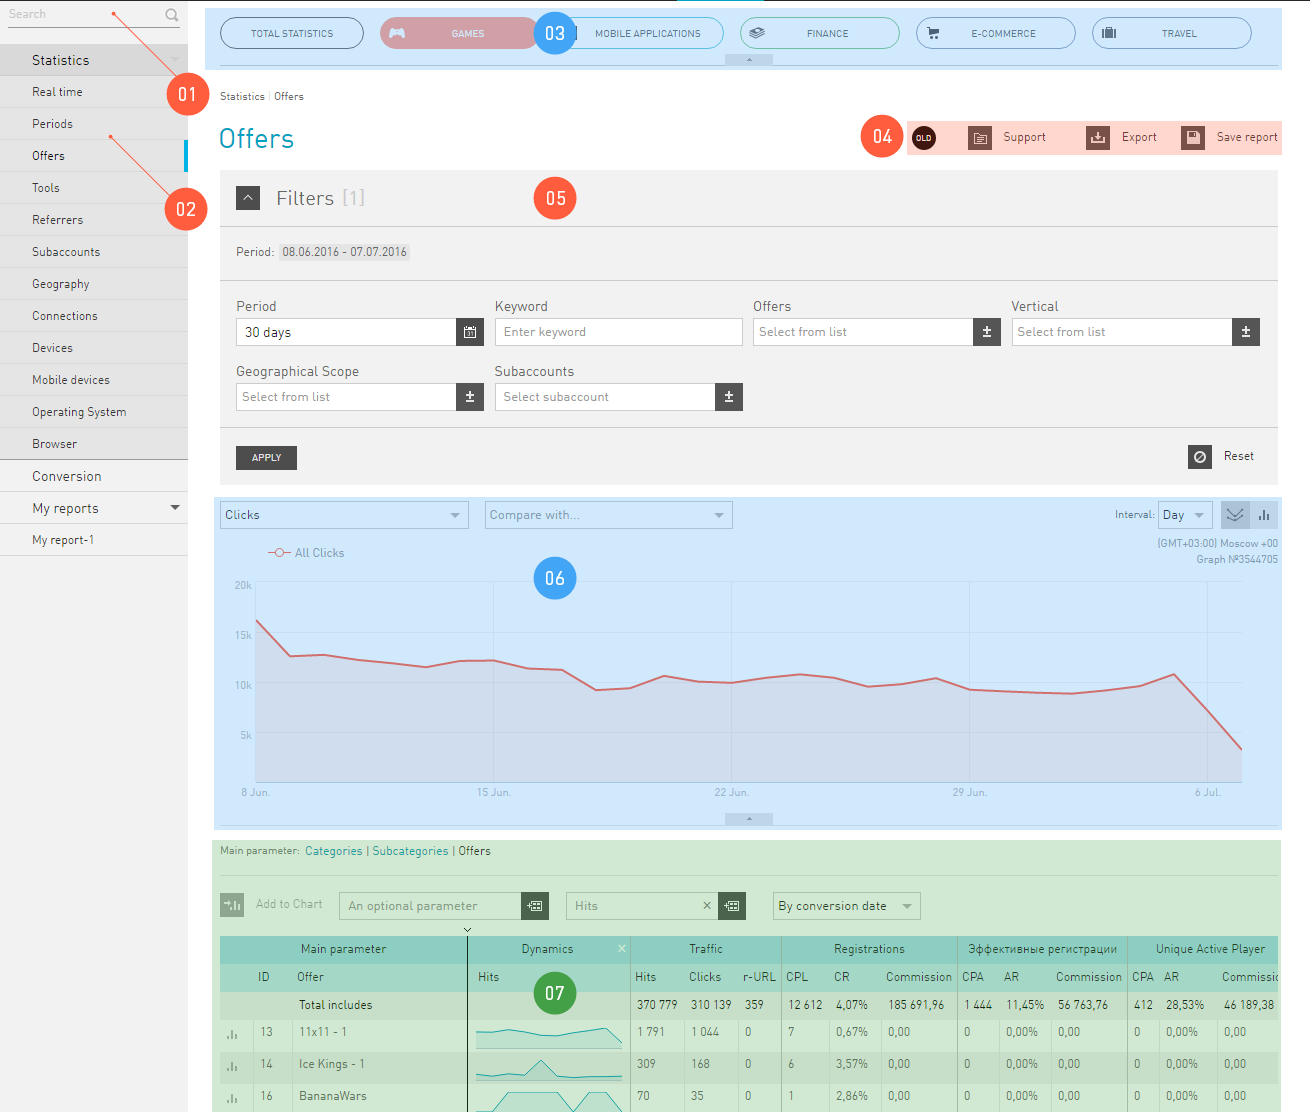 Search
TOTAL STATISTICS GAMES 03 MOBILE APPLICATIONS FINANCE E-COMMERCE TRAVEL
Statistics
Real time
01
Periods
Offers
Tools
02
Referrers
Subaccounts
Geography
Connections
Devices
Mobile devices
Operating System
Browser
Conversion
My reports
My report-1
Statistics | Offers
Offers
04 OLD Support Export Save report
Filters [1] 05
Period: 08.06.2016 - 07.07.2016
Period Keyword Offers Vertical
30 days 31 Enter keyword Select from list Select from list
Geographical Scope Subaccounts
Select from list Select subaccount
APPLY Reset
Clicks Compare with... Interval: Day
(GMT+03:00) Moscow +00
Graph №3544705
All Clicks
06
20k
15k
10k
5k
8 Jun. 15 Jun. 22 Jun. 29 Jun. 6 Jul.
Main parameter: Categories | Subcategories | Offers
Add to Chart An optional parameter Hits × By conversion date
Main parameter Dynamics × Traffic Registrations Эффективные регистрации Unique Active Player
ID Offer Hits Hits Clicks r-URL CPL CR Commission CPA AR Commission CPA AR Commissic
07
Total includes 370 779 310 139 359 12 612 4,07% 185 691,96 1 444 11,45% 56 763,76 412 28,53% 46 189,38
13 11x11 - 1 1 791 1 044 0 7 0,67% 0,00 0 0,00% 0,00 0 0,00% 0,00
14 Ice Kings - 1 309 168 0 6 3,57% 0,00 0 0,00% 0,00 0 0,00% 0,00
16 BananaWars 70 35 0 1 2,86% 0,00 0 0,00% 0,00 0 0,00% 0,00